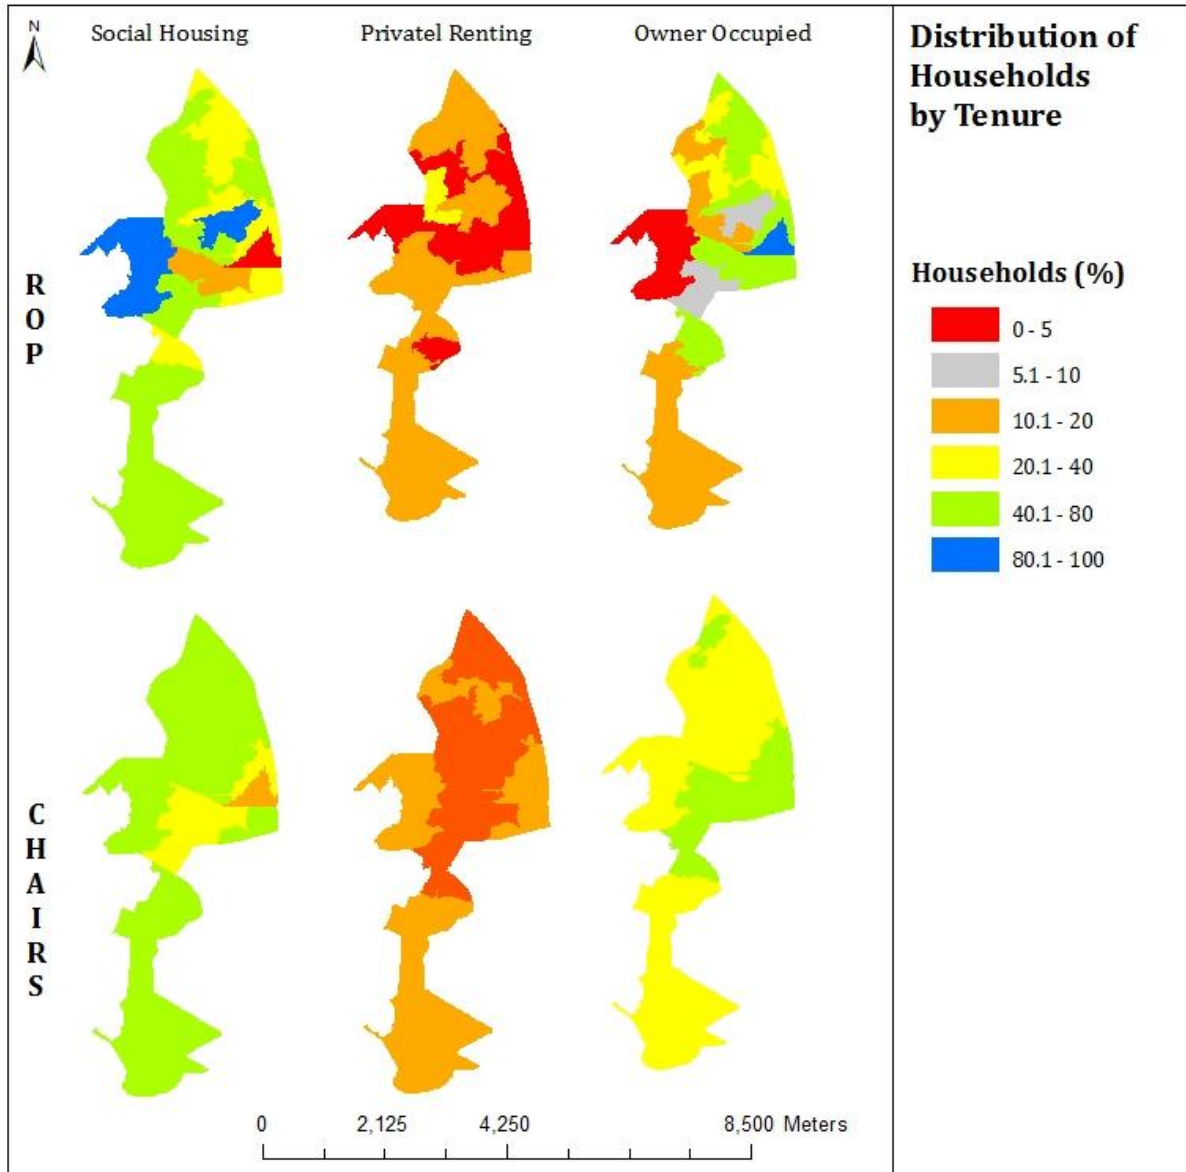 N
Social Housing
Privatel Renting
Owner Occupied
Distribution of
Households
by Tenure
R
O
P
Households (%)
0 - 5
5.1 - 10
10.1 - 20
20.1 - 40
40.1 - 80
80.1 - 100
C
H
A
I
R
S
0 2,125 4,250 8,500 Meters